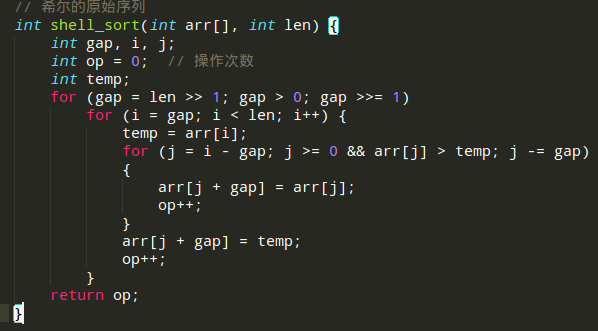 // 希尔的原始序列
int shell_sort(int arr[], int len) {
    int gap, i, j;
    int op = 0;  // 操作次数
    int temp;
    for (gap = len >> 1; gap > 0; gap >>= 1)
        for (i = gap; i < len; i++) {
            temp = arr[i];
            for (j = i - gap; j >= 0 && arr[j] > temp; j -= gap)
            {
                arr[j + gap] = arr[j];
                op++;
            }
            arr[j + gap] = temp;
            op++;
        }
    return op;
}